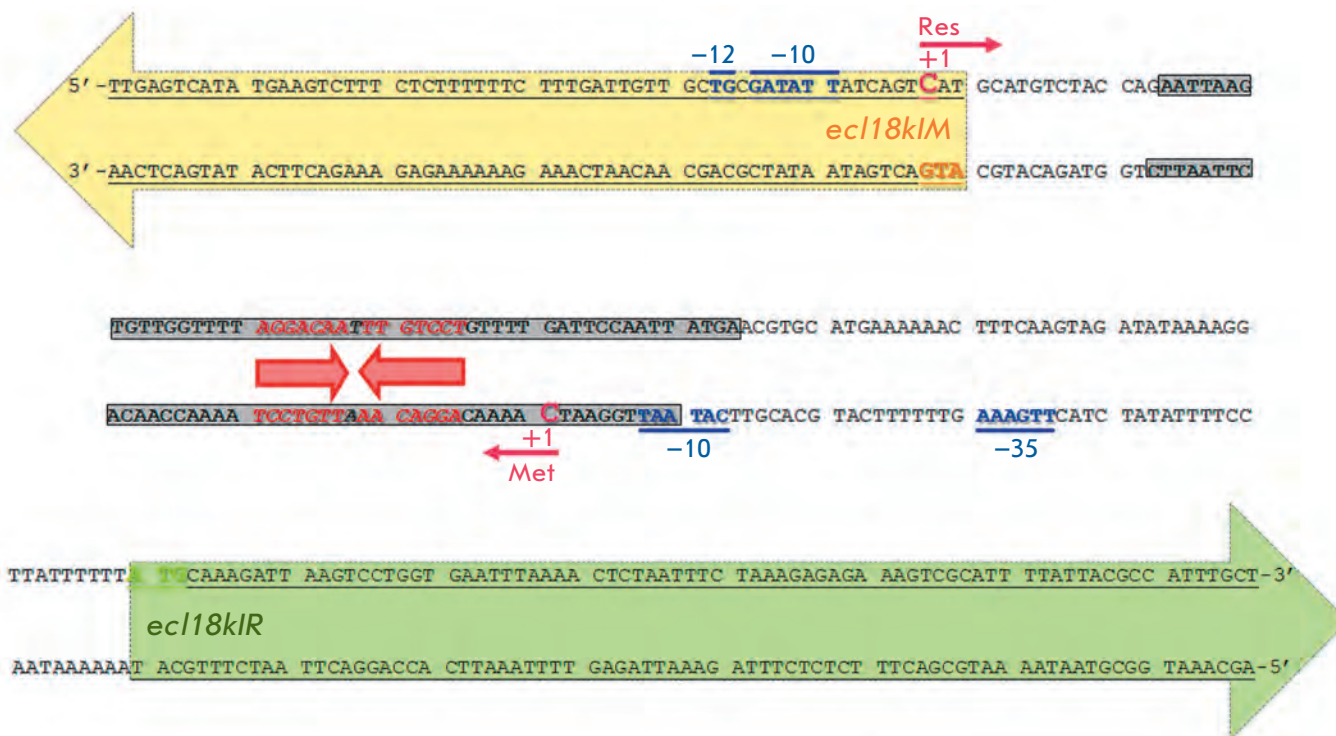 Res
−12 −10 +1
5’-TTGAGTCATA TGAAGTCTTT CTCTTTTTTC TTTGATTGTT GCTGCGATAT TATCAGTCAT GCATGTCTAC CAGAATTAAG
ecl18kIM
3’-AACTCAGTAT ACTTCAGAAA GAGAAAAAAG AAACTAACAA CGACGCTATA ATAGTCAGTA CGTACAGATG GTCTTAATTC
TGTTGGTTTT AGGACAATTT GTCCTGTTTT GATTCCAATT ATGAACGTGC ATGAAAAAAC TTTCAAGTAG ATATAAAAGG
ACAACCAAAA TCCTGTTAAA CAGGACAAAA CTAAGGTTAA TACTTGCACG TACTTTTTTG AAAGTTCATC TATATTTTCC
+1 −10 −35
Met
TTATTTTTTA TGCAAAGATT AAGTCCTGGT GAATTTAAAA CTCTAATTTC TAAAGAGAGA AAGTCGCATT TTATTACGCC ATTTGCT-3’
ecl18kIR
AATAAAAAAT ACGTTTCTAA TTCAGGACCA CTTAAATTTT GAGATTAAAG ATTTCTCTCT TTCAGCGTAA AATAATGCGG TAAACGA-5’